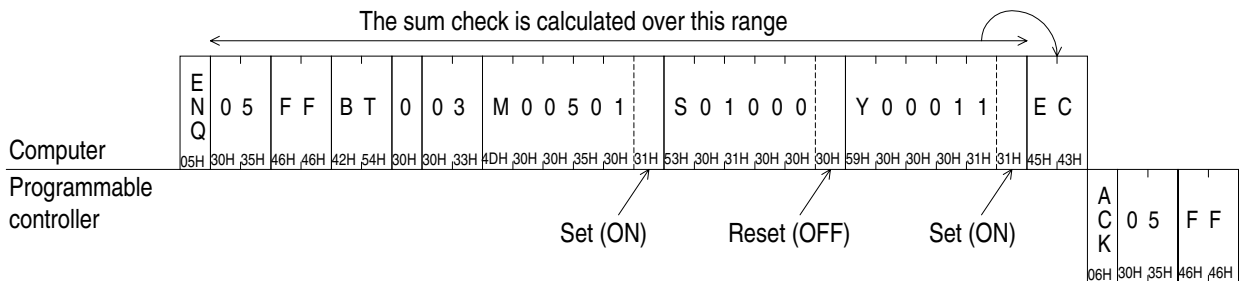 The sum check is calculated over this range
ENQ 0 5 F F B T 0 0 3 M 0 0 5 0 1 S 0 1 0 0 0 Y 0 0 0 1 1 E C
Computer 05H 30H 35H 46H 46H 42H 54H 30H 30H 33H 4DH 30H 30H 35H 30H 31H 53H 30H 31H 30H 30H 30H 59H 30H 30H 30H 31H 31H 45H 43H
Programmable
controller
Set (ON) Reset (OFF) Set (ON)
ACK 0 5 F F
06H 30H 35H 46H 46H